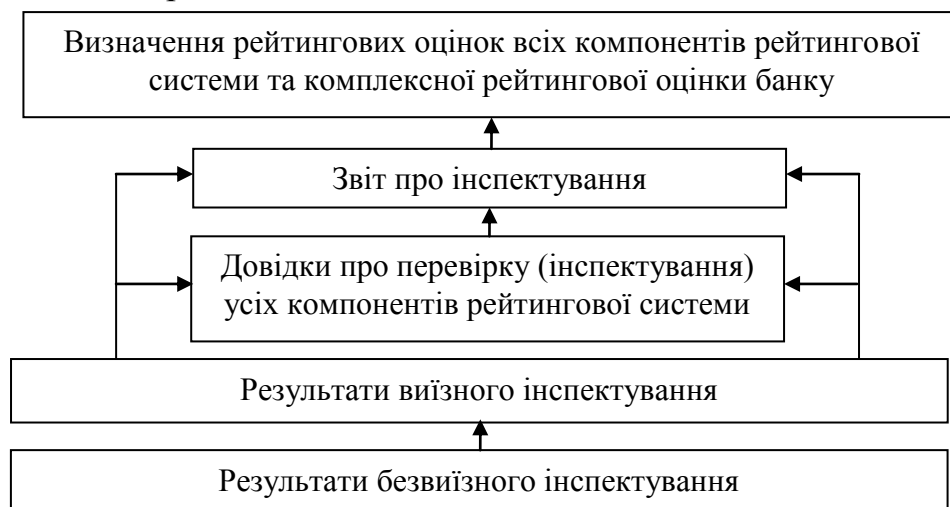 Визначення рейтингових оцінок всіх компонентів рейтингової
системи та комплексної рейтингової оцінки банку
Звіт про інспектування
Довідки про перевірку (інспектування)
усіх компонентів рейтингової системи
Результати виїзного інспектування
Результати безвиїзного інспектування